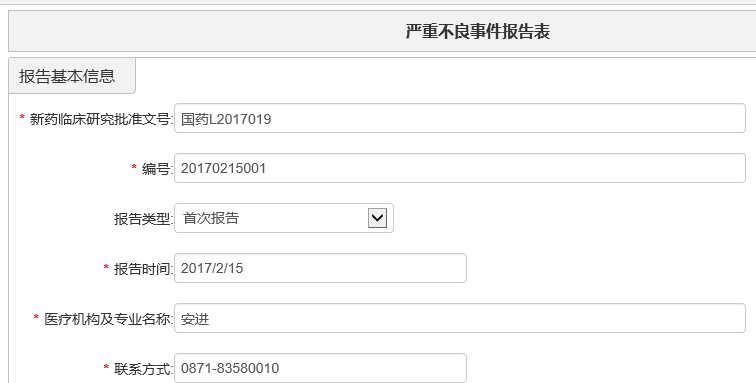 严重不良事件报告表
报告基本信息
* 新药临床研究批准文号: 国药L2017019
* 编号: 20170215001
报告类型: 首次报告
* 报告时间: 2017/2/15
* 医疗机构及专业名称: 安进
* 联系方式: 0871-83580010